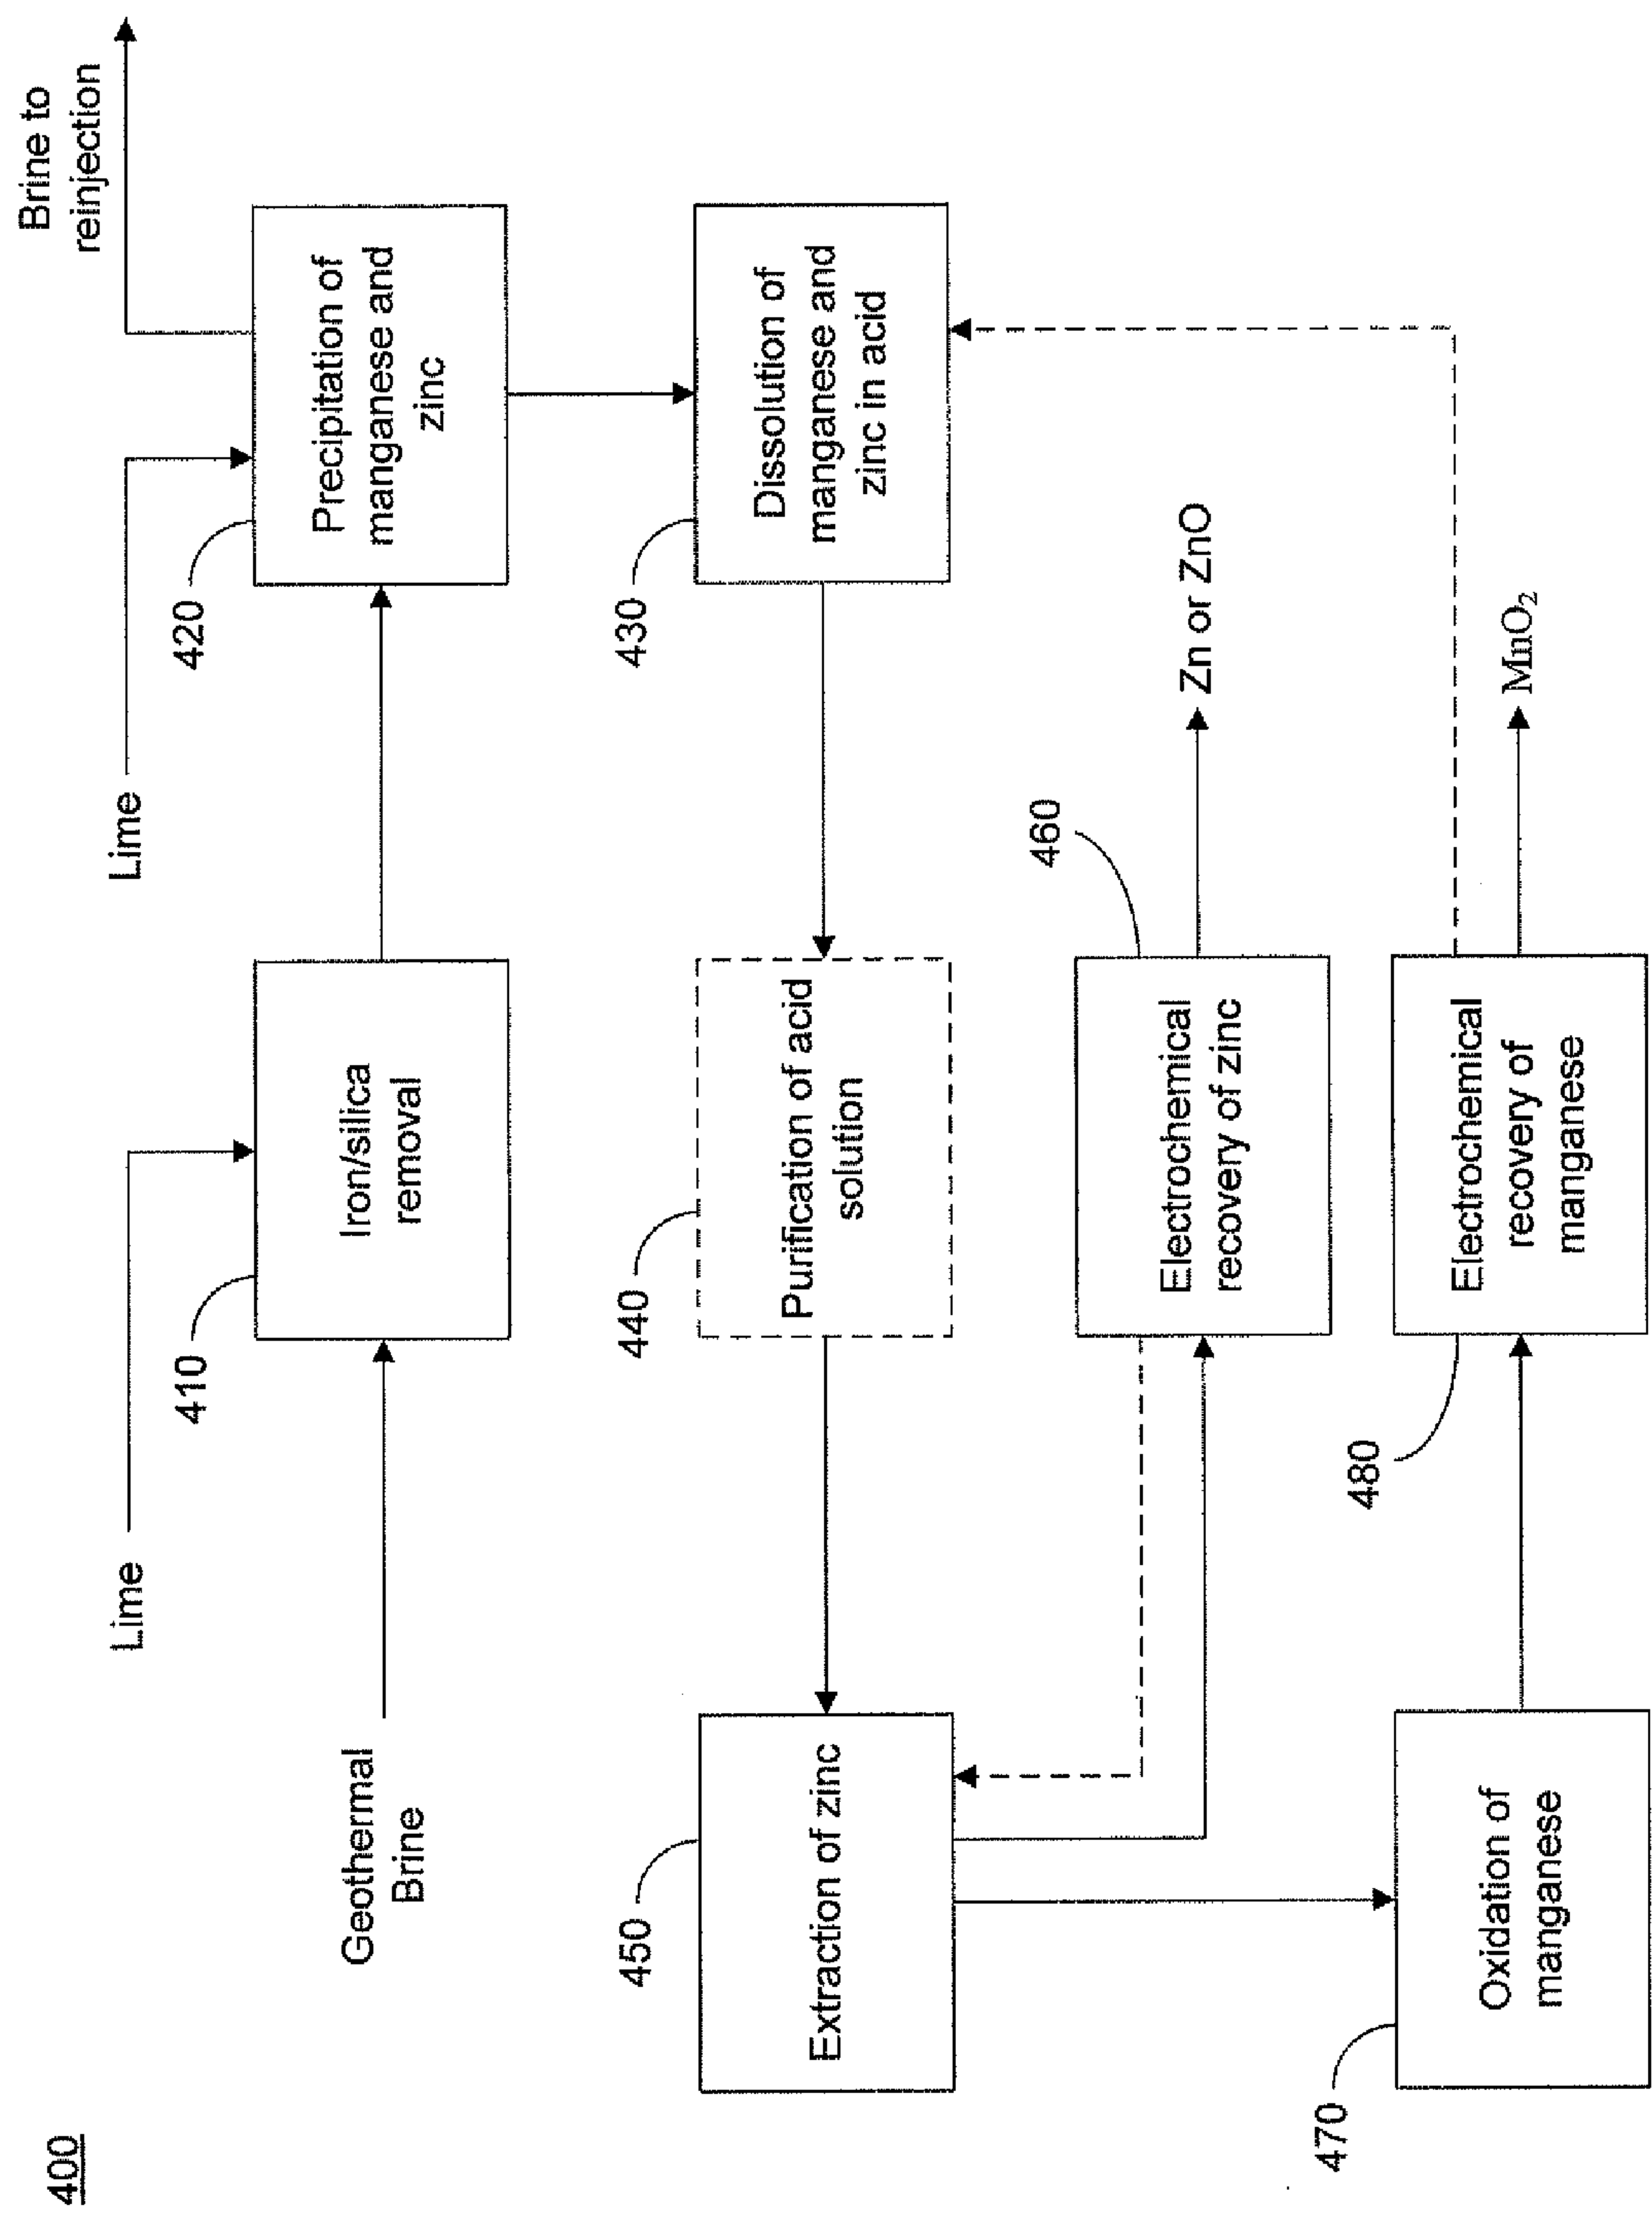 400
Lime
Lime
Brine to
reinjection
410
420
Geothermal
Brine
Iron/silica
removal
Precipitation of
manganese and
zinc
450
440
430
Extraction of zinc
Purification of acid
solution
Dissolution of
manganese and
zinc in acid
460
Electrochemical
recovery of zinc
Zn or ZnO
470
480
Oxidation of
manganese
Electrochemical
recovery of
manganese
MnO₂